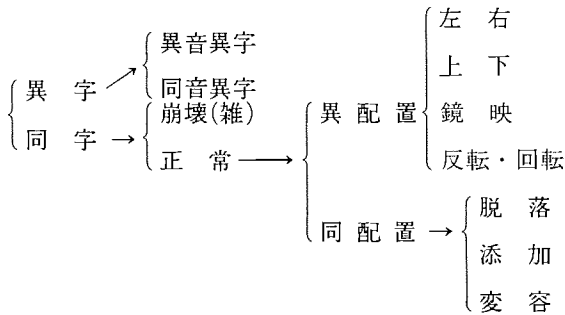 異字
同字
→
異音異字
同音異字
→
崩壊(雑)
正常
→
異配置
同配置
左右
上下
鏡映
反転・回転
→
脱落
添加
変容